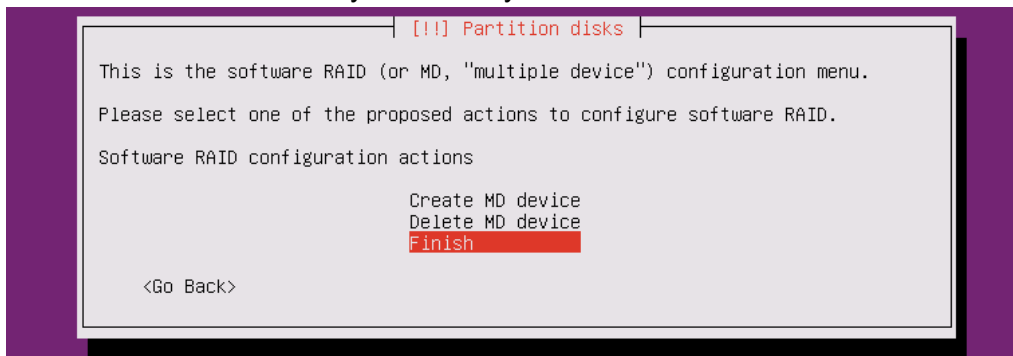 [!!] Partition disks
This is the software RAID (or MD, "multiple device") configuration menu.
Please select one of the proposed actions to configure software RAID.
Software RAID configuration actions
Create MD device
Delete MD device
Finish
<Go Back>